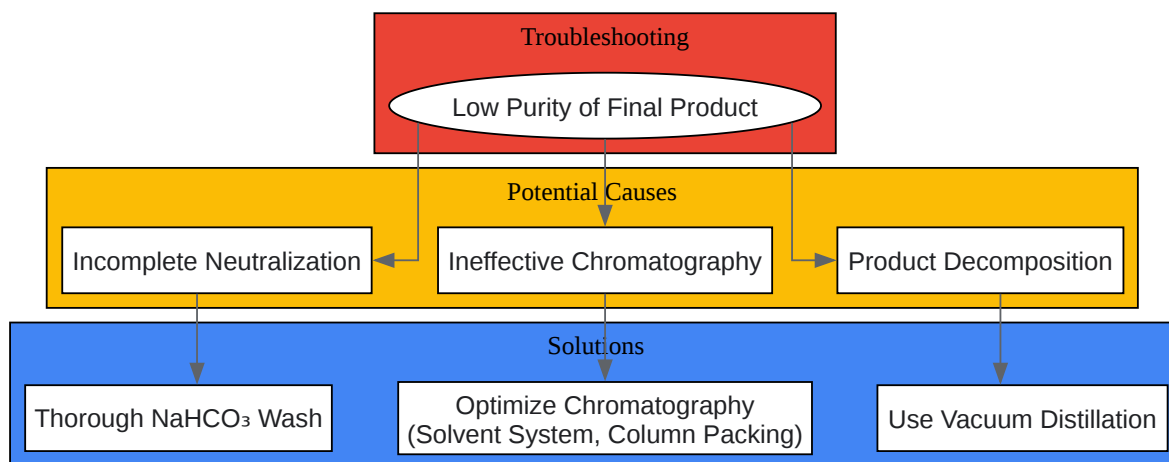 Troubleshooting
Low Purity of Final Product
Potential Causes
Incomplete Neutralization
Ineffective Chromatography
Product Decomposition
Solutions
Thorough NaHCO₃ Wash
Optimize Chromatography
(Solvent System, Column Packing)
Use Vacuum Distillation